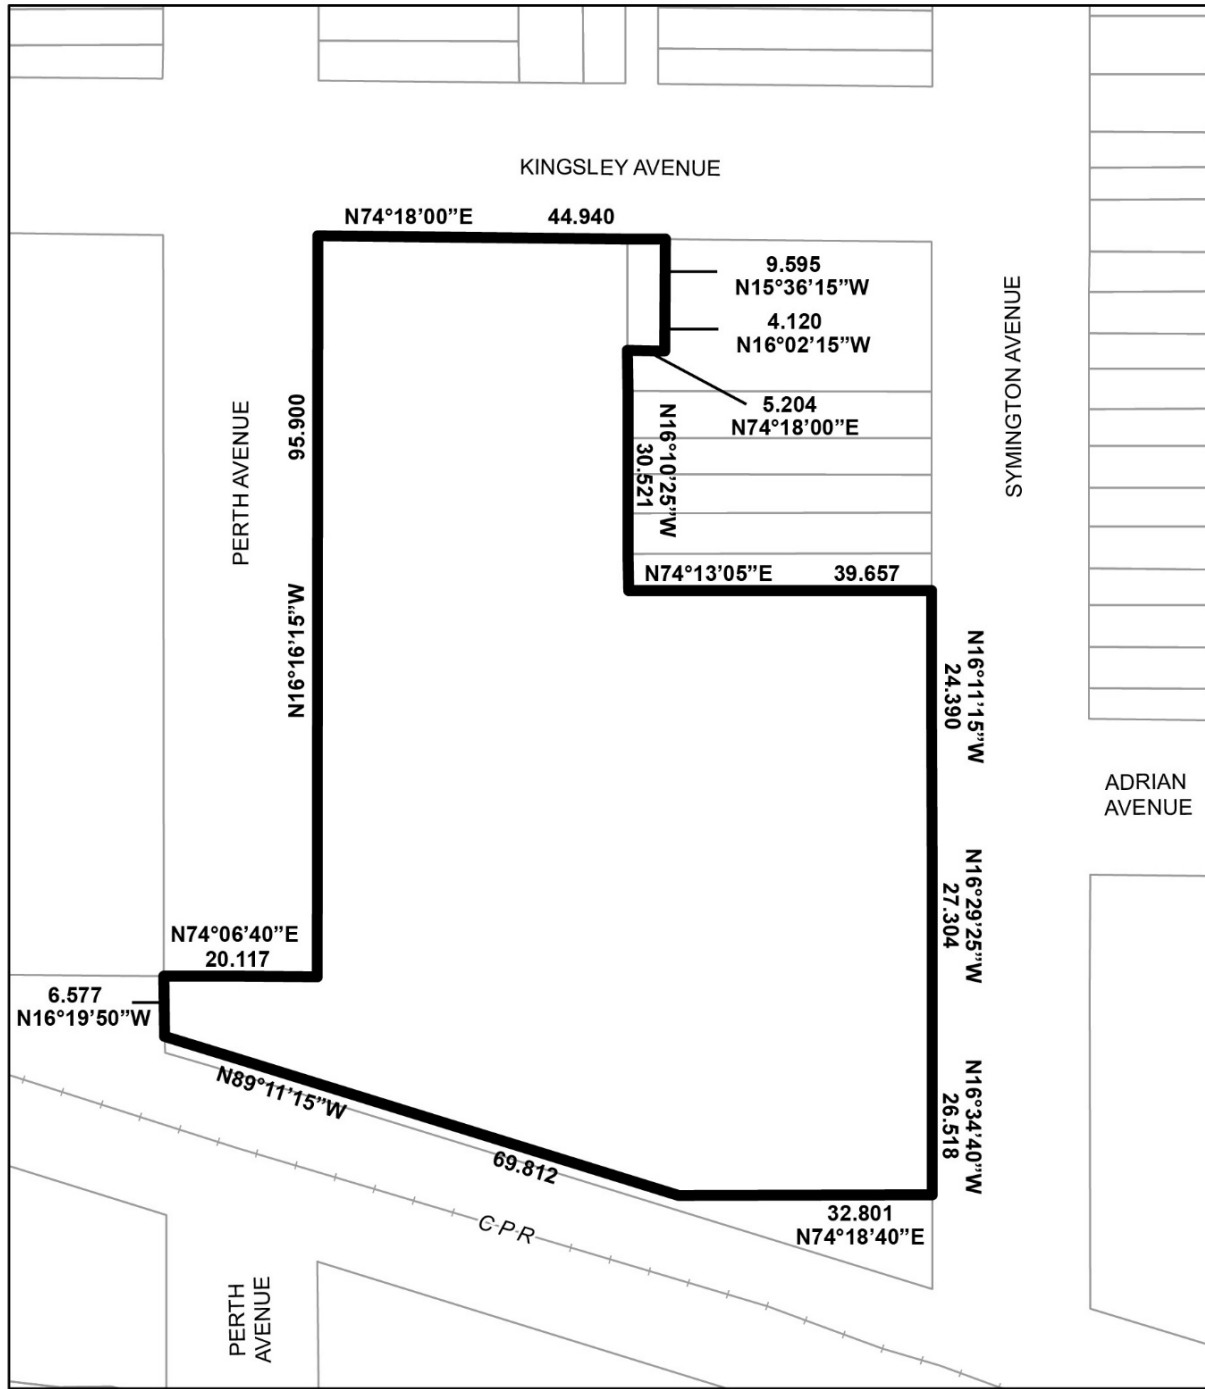 KINGSLEY AVENUE
N74°18’00”E 44.940
9.595
N15°36’15”W
4.120
N16°02’15”W
5.204
N74°18’00”E
SYMINGTON AVENUE
PERTH AVENUE
95.900
N16°16’15”W
N16°10’25”W
30.521
N74°13’05”E 39.657
N16°11’15”W
24.390
ADRIAN
AVENUE
N16°29’25”W
27.304
N74°06’40”E
20.117
6.577
N16°19’50”W
N89°11’15”W
69.812
N16°34’40”W
26.518
32.801
N74°18’40”E
CPR
PERTH
AVENUE